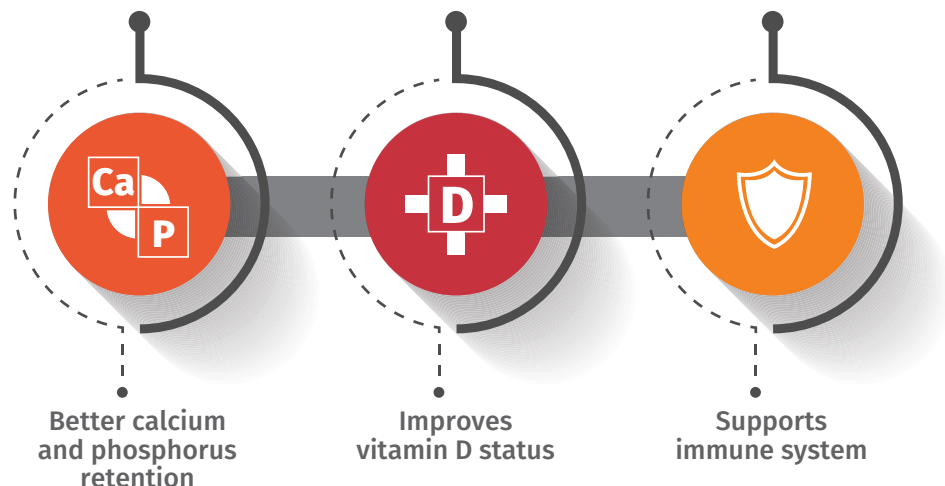 Ca
P
D
Better calcium
and phosphorus
retention
Improves
vitamin D status
Supports
immune system